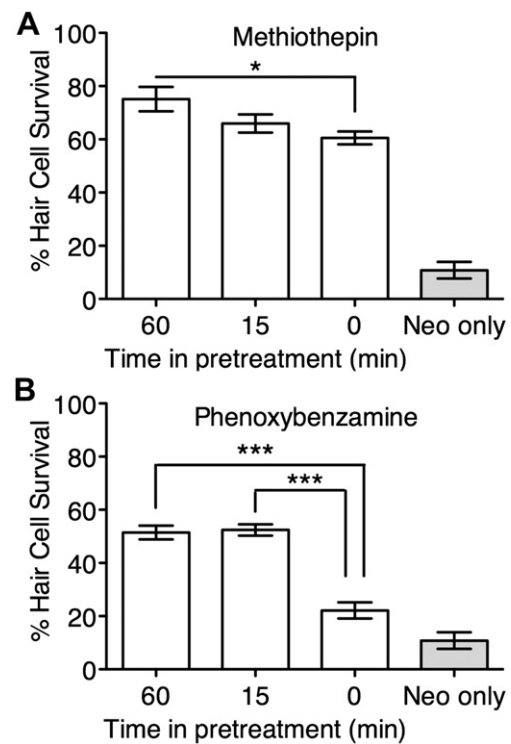 A
Methiothepin
*
% Hair Cell Survival
100
80
60
40
20
0
60 15 0 Neo only
Time in pretreatment (min)
B
Phenoxybenzamine
***
***
% Hair Cell Survival
100
80
60
40
20
0
60 15 0 Neo only
Time in pretreatment (min)